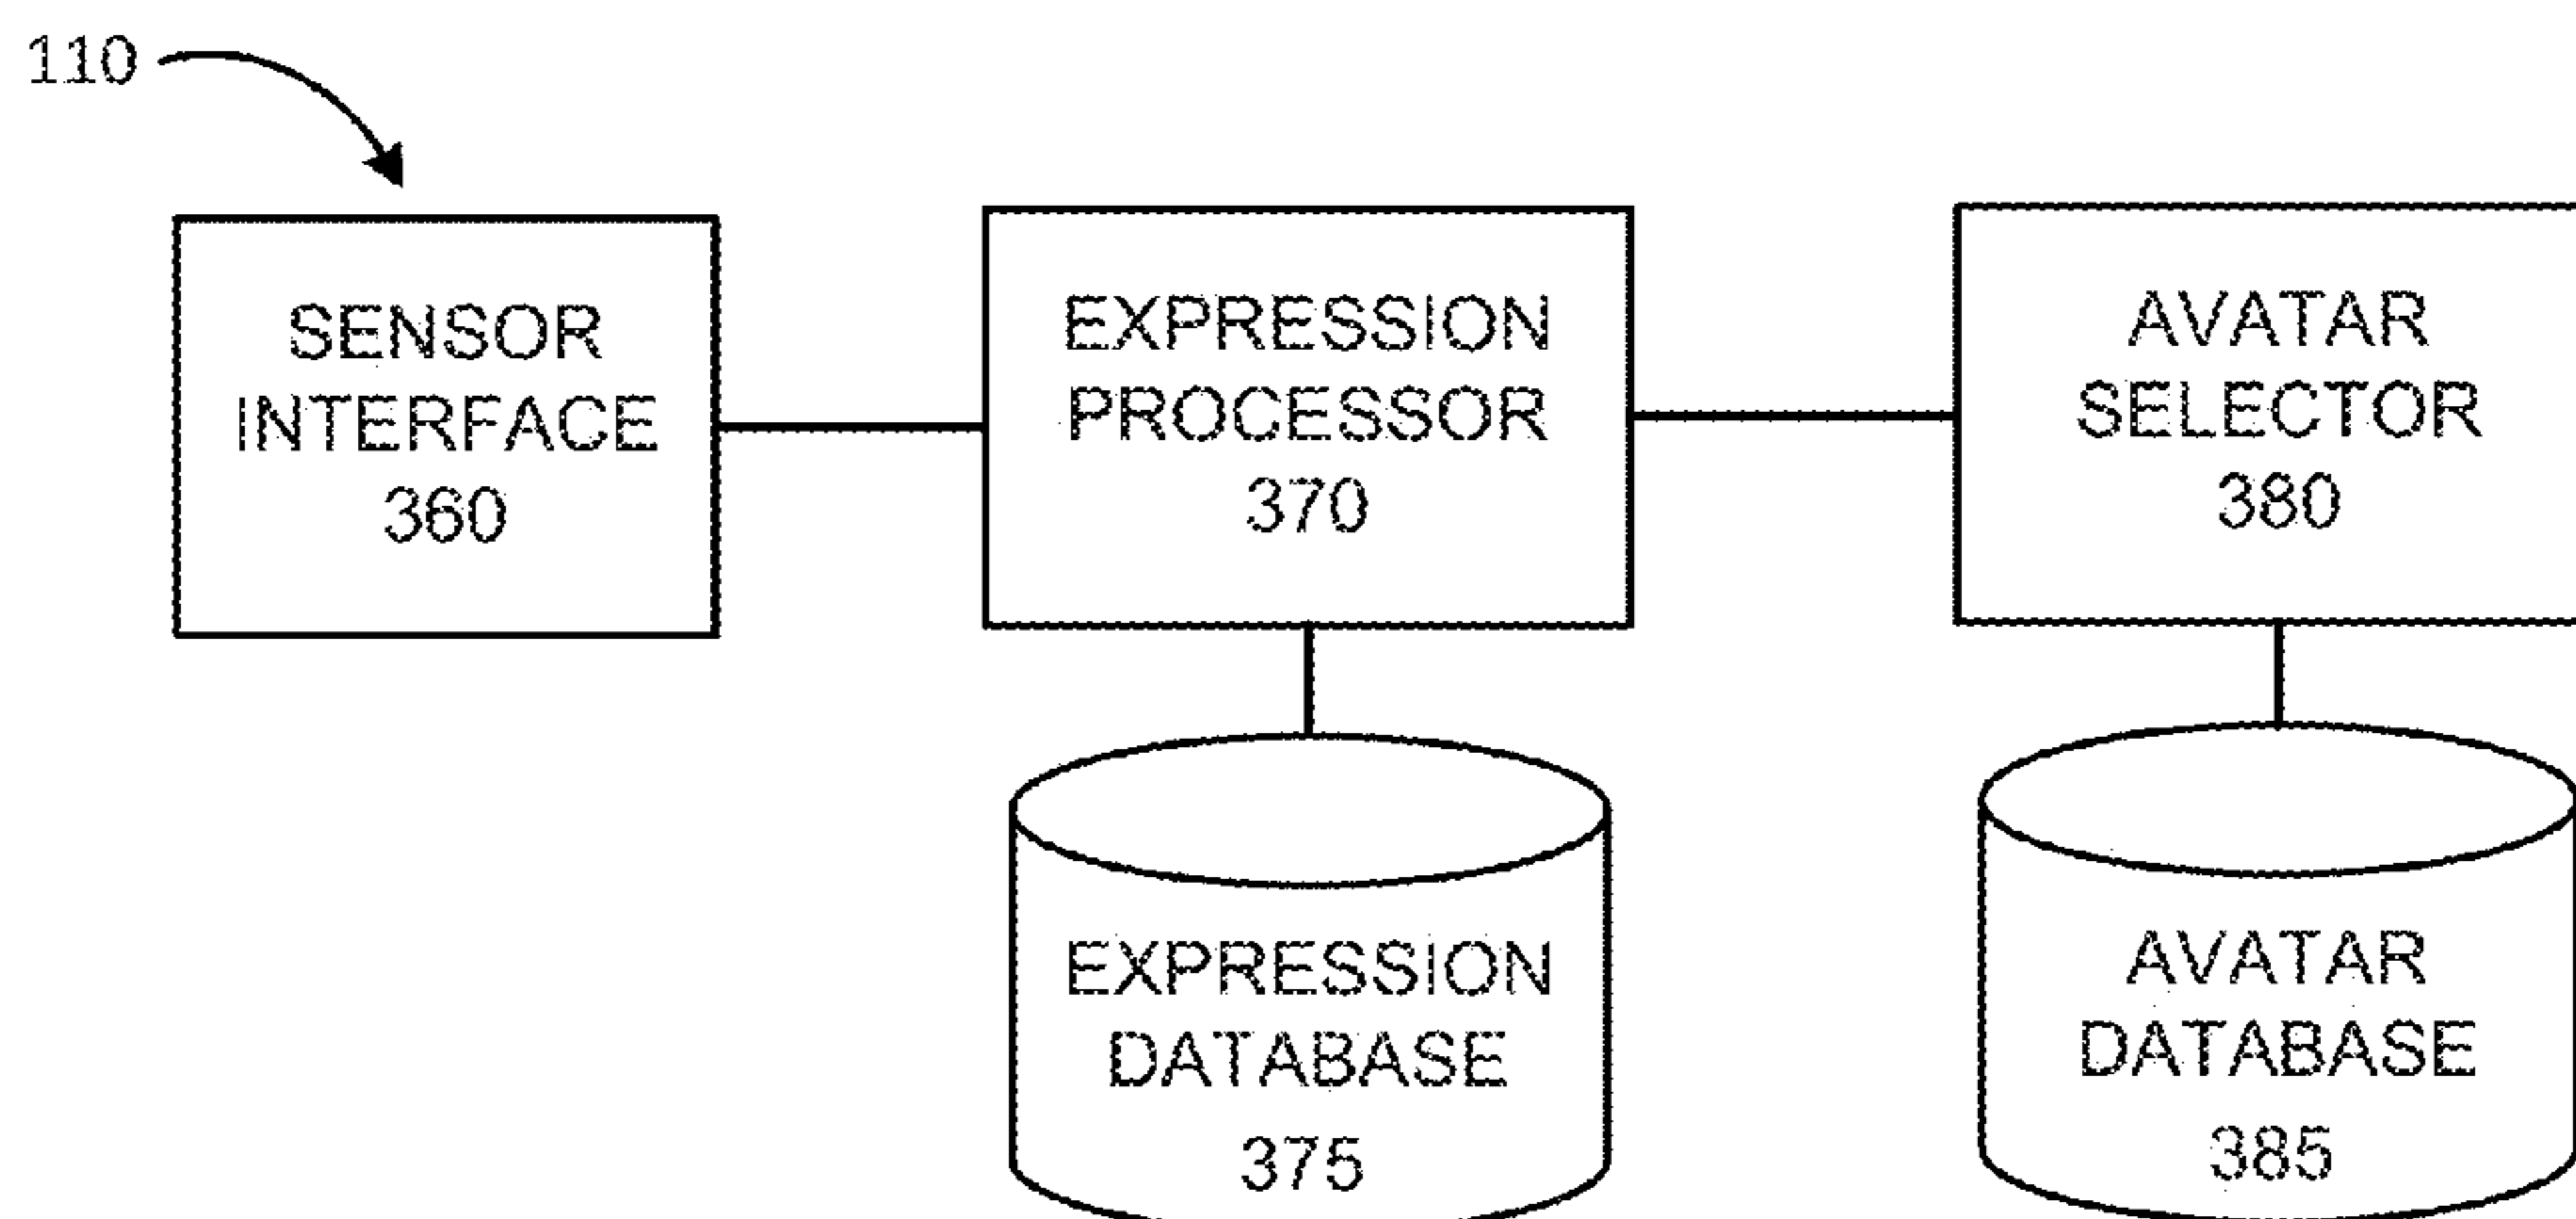 110
SENSOR
INTERFACE
360
EXPRESSION
PROCESSOR
370
AVATAR
SELECTOR
380
EXPRESSION
DATABASE
375
AVATAR
DATABASE
385